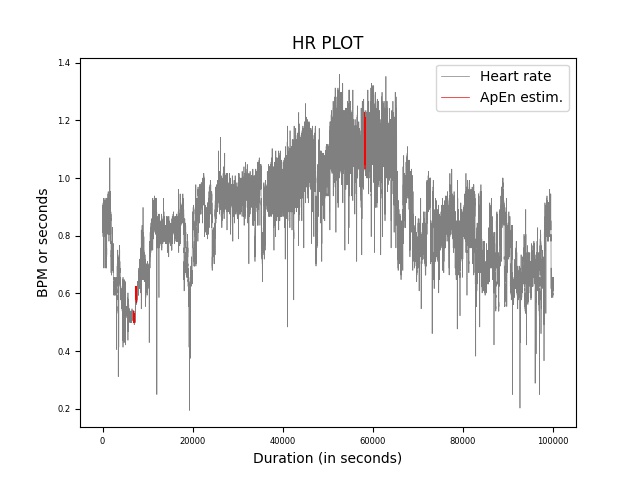 HR PLOT
Heart rate
ApEn estim.
BPM or seconds
1.4
1.2
1.0
0.8
0.6
0.4
0.2
0
20000
40000
60000
80000
100000
Duration (in seconds)